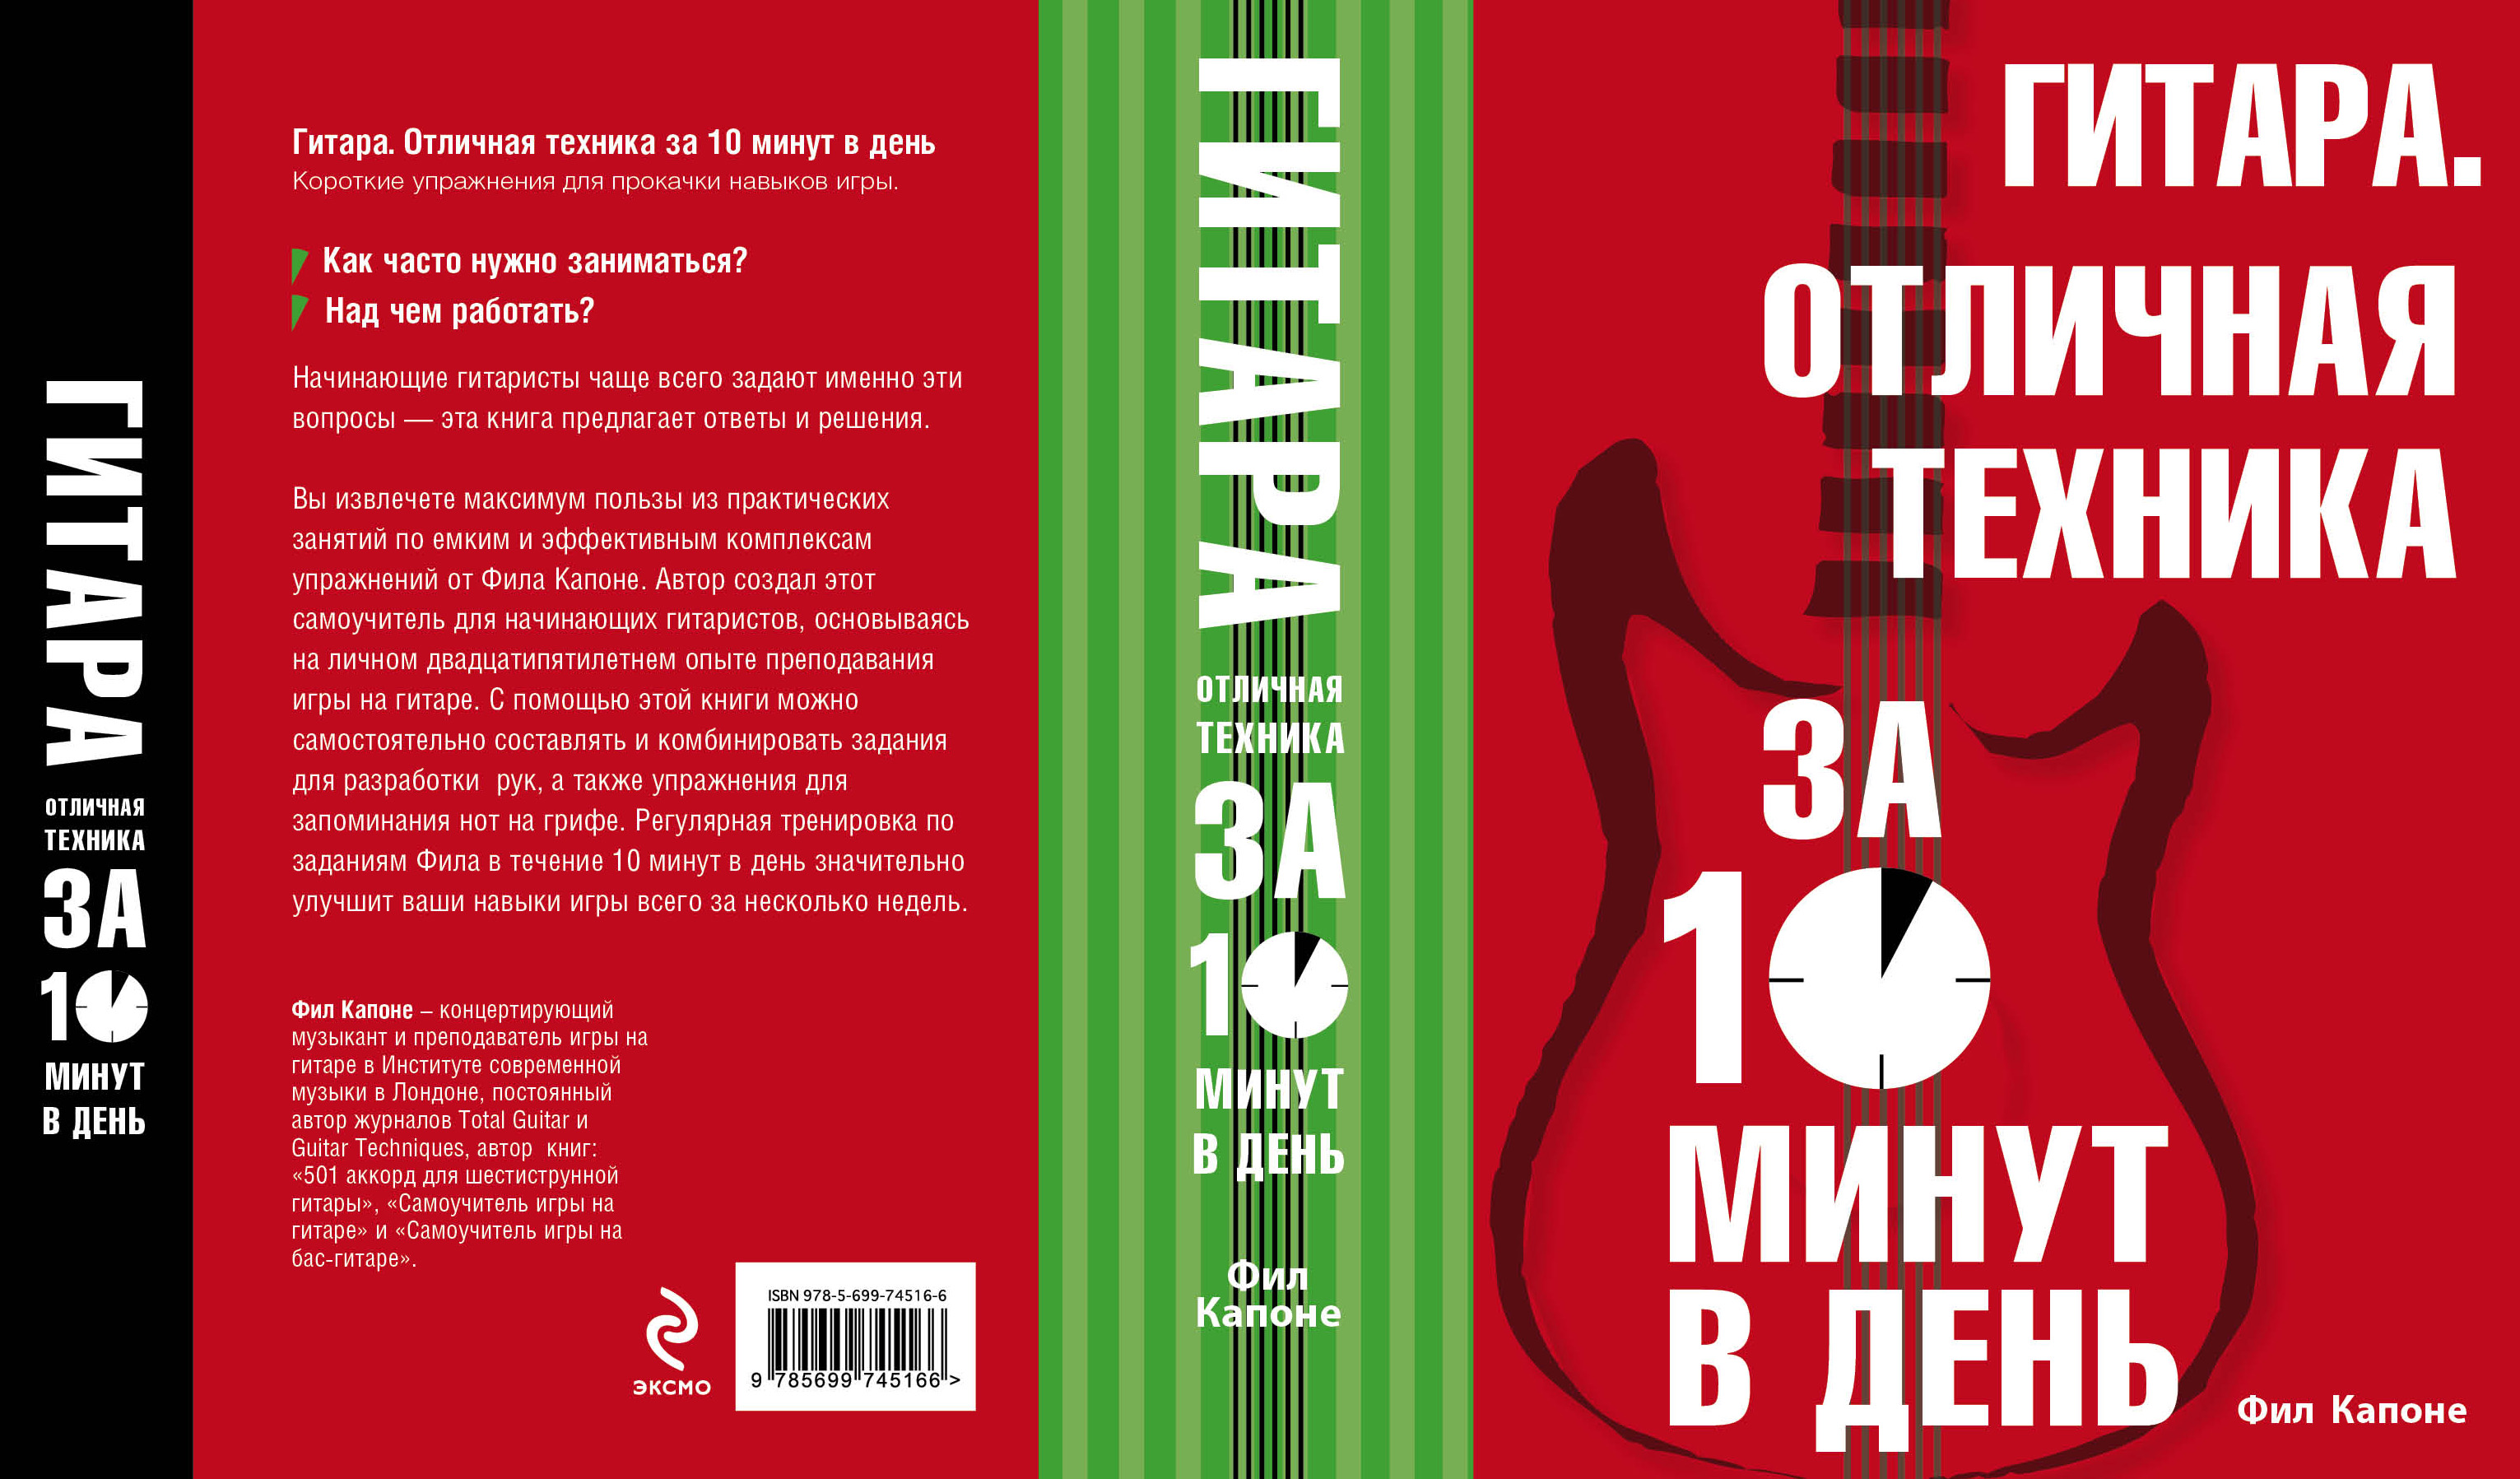 ГИТАРА
ОТЛИЧНАЯ
ТЕХНИКА
ЗА
10
МИНУТ
В ДЕНЬ
Гитара. Отличная техника за 10 минут в день
Короткие упражнения для прокачки навыков игры.
Как часто нужно заниматься?
Над чем работать?
Начинающие гитаристы чаще всего задают именно эти
вопросы — эта книга предлагает ответы и решения.
Вы извлечете максимум пользы из практических
занятий по емким и эффективным комплексам
упражнений от Фила Капоне. Автор создал этот
самоучитель для начинающих гитаристов, основываясь
на личном двадцатипятилетнем опыте преподавания
игры на гитаре. С помощью этой книги можно
самостоятельно составлять и комбинировать задания
для разработки  рук, а также упражнения для
запоминания нот на грифе. Регулярная тренировка по
заданиям Фила в течение 10 минут в день значительно
улучшит ваши навыки игры всего за несколько недель.
Фил Капоне – концертирующий
музыкант и преподаватель игры на
гитаре в Институте современной
музыки в Лондоне, постоянный
автор журналов Total Guitar и
Guitar Techniques, автор  книг:
«501 аккорд для шестиструнной
гитары», «Самоучитель игры на
гитаре» и «Самоучитель игры на
бас-гитаре».
ЭКСМО
ISBN 978-5-699-74516-6
9 785699 745166 >
ГИТАРА
ОТЛИЧНАЯ
ТЕХНИКА
ЗА
10
МИНУТ
В ДЕНЬ
Фил
Капоне
ГИТАРА.
ОТЛИЧНАЯ
ТЕХНИКА
ЗА
10
МИНУТ
В ДЕНЬ
Фил Капоне